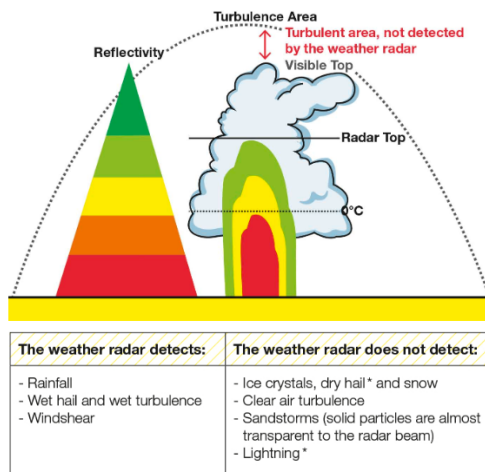 Turbulence Area
Turbulent area, not detected
by the weather radar
Reflectivity
Visible Top
Radar Top
0°C
The weather radar detects:
- Rainfall
- Wet hail and wet turbulence
- Windshear
The weather radar does not detect:
- Ice crystals, dry hail* and snow
- Clear air turbulence
- Sandstorms (solid particles are almost
transparent to the radar beam)
- Lightning*